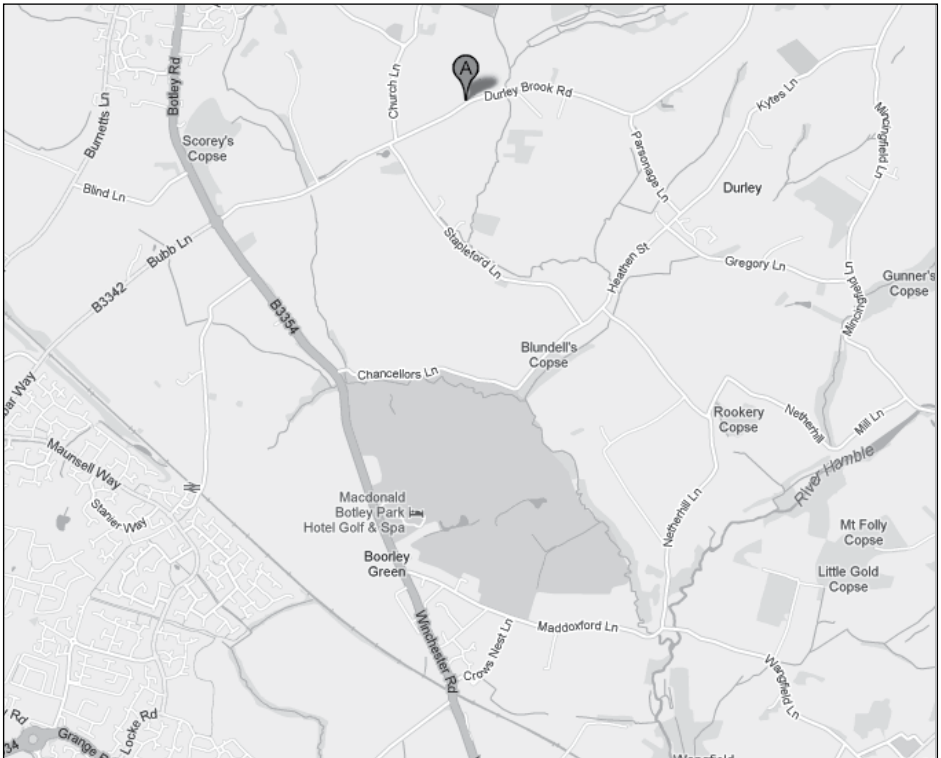 A
Durley Brook Rd
Church Ln
Botley Rd
Burnetts Ln
Scorey's
Copse
Blind Ln
Kytes Ln
Mincingfield Ln
Parsonage Ln
Durley
Bubb Ln
Stapleford Ln
Heathen St
Gregory Ln
Gunner's
Copse
Mincingfield Ln
B3342
B3354
Blundell's
Copse
Chancellors Ln
Rookery
Copse
Netherhill
Mill Ln
River Hamble
Maunsell Way
Stanier Way
Macdonald
Botley Park
Hotel Golf & Spa
Netherhill Ln
Mt Folly
Copse
Boorley
Green
Little Gold
Copse
Winchester Rd
Maddoxford Ln
Crows Nest Ln
Wangfield Ln
Locke Rd
Rd
Grange
Wangfield